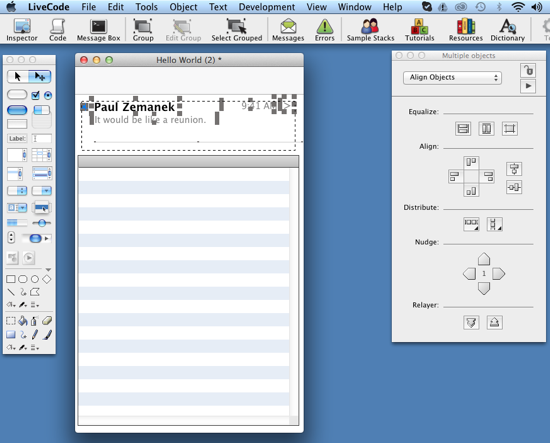 LiveCode File Edit Tools Object Text Development View Window Help
Inspector Code Message Box Group Edit Group Select Grouped Messages Errors Sample Stacks Tutorials Resources Dictionary
Hello World (2) *
Multiple objects
Align Objects
Paul Zemanek
It would be like a reunion.
Label:
Equalize:
Align:
Distribute:
Nudge:
1
Relayer: